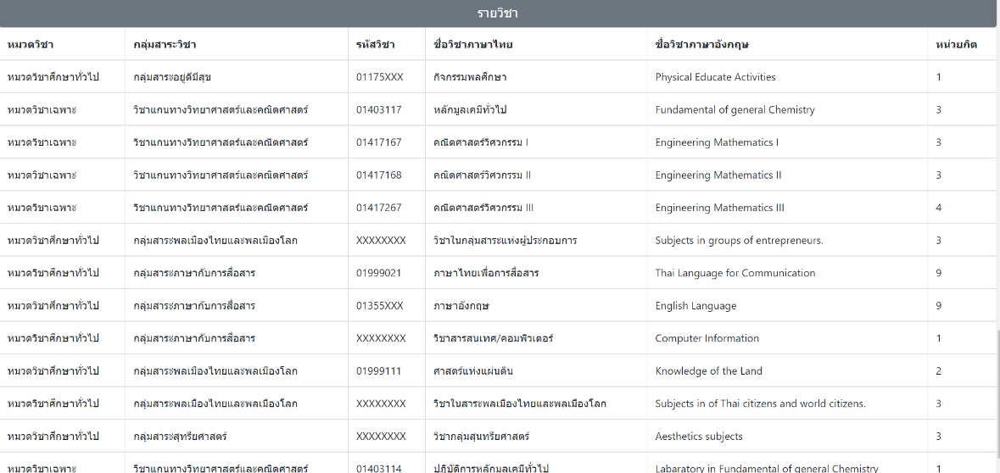 รายวิชา
หมวดวิชา กลุ่มสาระวิชา รหัสวิชา ชื่อวิชาภาษาไทย ชื่อวิชาภาษาอังกฤษ หน่วยกิต
หมวดวิชาศึกษาทั่วไป กลุ่มสาระอยู่ดีมีสุข 01175XXX กิจกรรมพลศึกษา Physical Educate Activities 1
หมวดวิชาเฉพาะ วิชาแกนทางวิทยาศาสตร์และคณิตศาสตร์ 01403117 หลักมูลเคมีทั่วไป Fundamental of general Chemistry 3
หมวดวิชาเฉพาะ วิชาแกนทางวิทยาศาสตร์และคณิตศาสตร์ 01417167 คณิตศาสตร์วิศวกรรม I Engineering Mathematics I 3
หมวดวิชาเฉพาะ วิชาแกนทางวิทยาศาสตร์และคณิตศาสตร์ 01417168 คณิตศาสตร์วิศวกรรม II Engineering Mathematics II 3
หมวดวิชาเฉพาะ วิชาแกนทางวิทยาศาสตร์และคณิตศาสตร์ 01417267 คณิตศาสตร์วิศวกรรม III Engineering Mathematics III 4
หมวดวิชาศึกษาทั่วไป กลุ่มสาระพลเมืองไทยและพลเมืองโลก XXXXXXXX วิชาในกลุ่มสาระแห่งผู้ประกอบการ Subjects in groups of entrepreneurs. 3
หมวดวิชาศึกษาทั่วไป กลุ่มสาระภาษากับการสื่อสาร 01999021 ภาษาไทยเพื่อการสื่อสาร Thai Language for Communication 9
หมวดวิชาศึกษาทั่วไป กลุ่มสาระภาษากับการสื่อสาร 01355XXX ภาษาอังกฤษ English Language 9
หมวดวิชาศึกษาทั่วไป กลุ่มสาระภาษากับการสื่อสาร XXXXXXXX วิชาสารสนเทศ/คอมพิวเตอร์ Computer Information 1
หมวดวิชาศึกษาทั่วไป กลุ่มสาระพลเมืองไทยและพลเมืองโลก 01999111 ศาสตร์แห่งแผ่นดิน Knowledge of the Land 2
หมวดวิชาศึกษาทั่วไป กลุ่มสาระพลเมืองไทยและพลเมืองโลก XXXXXXXX วิชาในสาระพลเมืองไทยและพลเมืองโลก Subjects in of Thai citizens and world citizens. 3
หมวดวิชาศึกษาทั่วไป กลุ่มสาระสุทรียศาสตร์ XXXXXXXX วิชากลุ่มสุนทรียศาสตร์ Aesthetics subjects 3
หมวดวิชาเฉพาะ วิชาแกนทางวิทยาศาสตร์และคณิตศาสตร์ 01403114 ปฏิบัติการหลักมูลเคมีทั่วไป Labaratory in Fundamental of general Chemistry 1